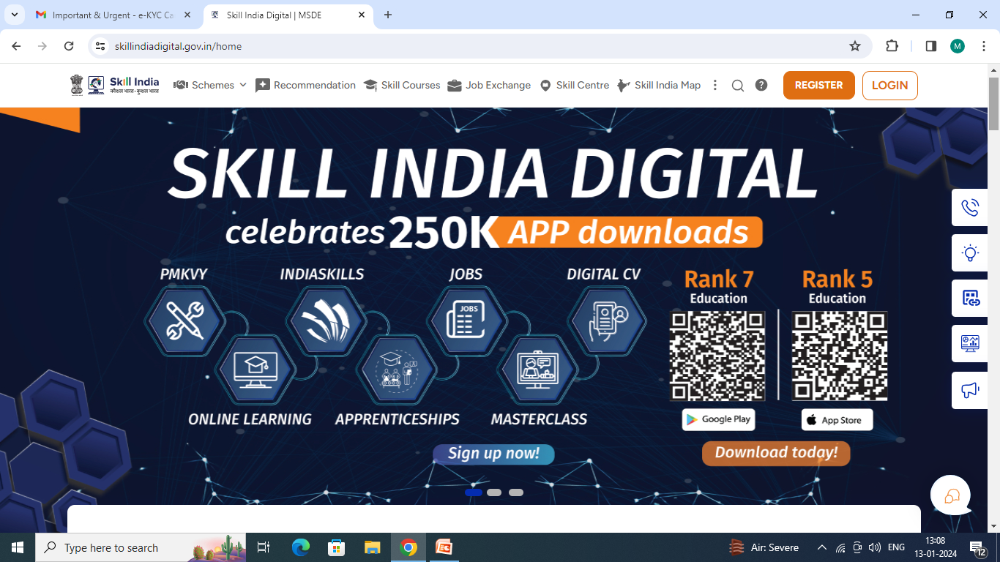 Important & Urgent - e-KYC Ca
Skill India Digital | MSDE
skillindiadigital.gov.in/home
M
Skill India
कौशल भारत-कुशल भारत
Schemes
Recommendation
Skill Courses
Job Exchange
Skill Centre
Skill India Map
REGISTER
LOGIN
SKILL INDIA DIGITAL
celebrates 250K APP downloads
PMKVY
INDIASKILLS
JOBS
DIGITAL CV
JOBS
ONLINE LEARNING
APPRENTICESHIPS
MASTERCLASS
Rank 7
Education
Rank 5
Education
Google Play
App Store
Sign up now!
Download today!
Type here to search
Air: Severe
ENG
13:08
13-01-2024
12